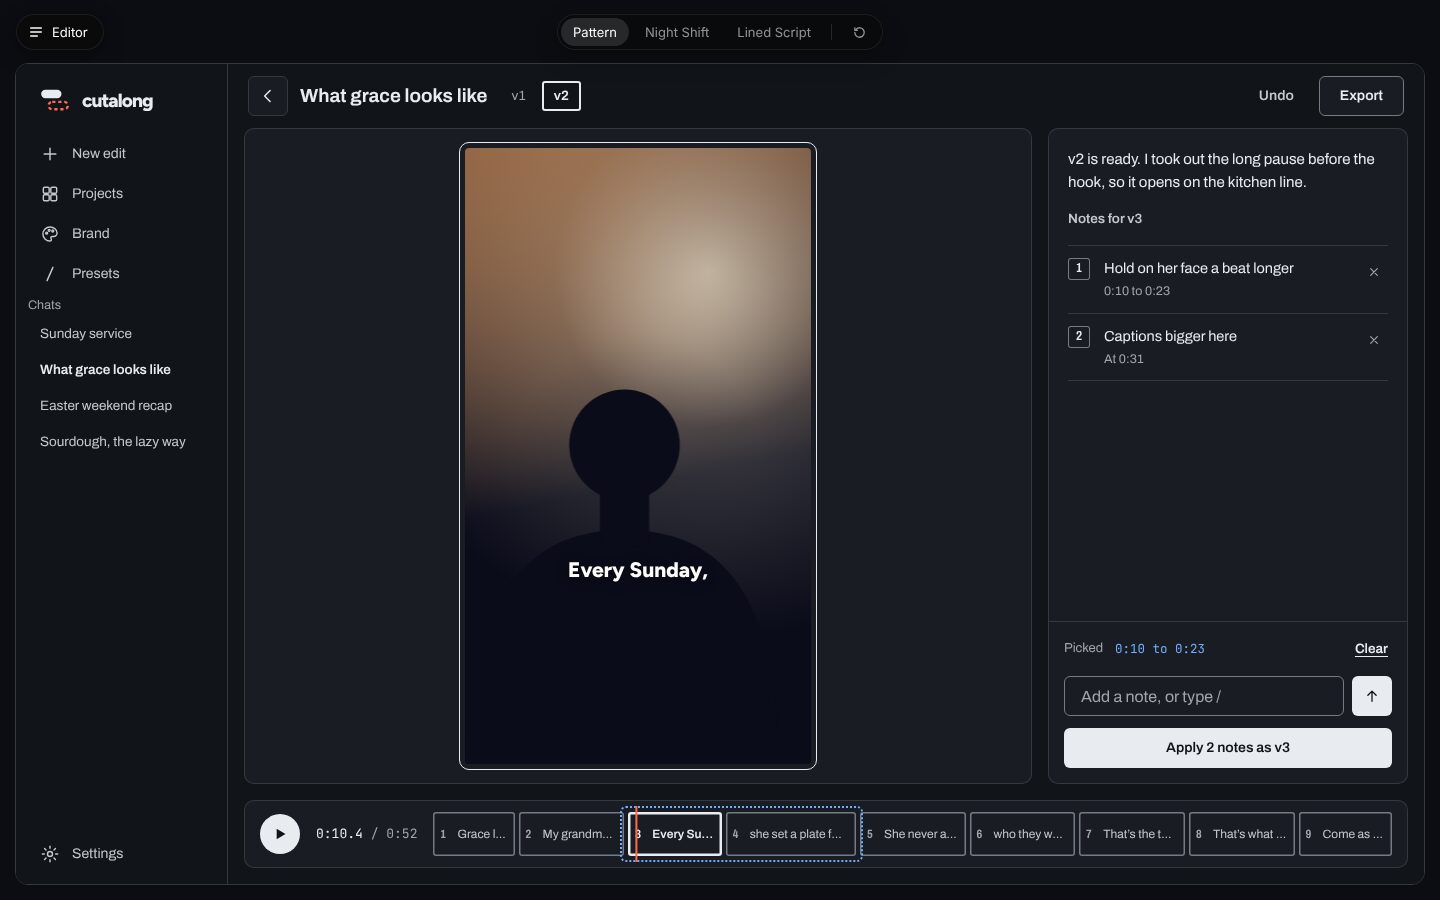 Editor
Pattern
Night Shift
Lined Script
cutalong
What grace looks like
v1
v2
Undo
Export
New edit
Projects
Brand
Presets
Chats
Sunday service
What grace looks like
Easter weekend recap
Sourdough, the lazy way
Settings
Every Sunday,
v2 is ready. I took out the long pause before the
hook, so it opens on the kitchen line.
Notes for v3
1
Hold on her face a beat longer
0:10 to 0:23
2
Captions bigger here
At 0:31
Picked 0:10 to 0:23
Clear
Add a note, or type /
Apply 2 notes as v3
0:10.4 / 0:52
1 Grace l...
2 My grandm...
3 Every Su...
4 she set a plate f...
5 She never a...
6 who they w...
7 That's the t...
8 That's what ...
9 Come as ...